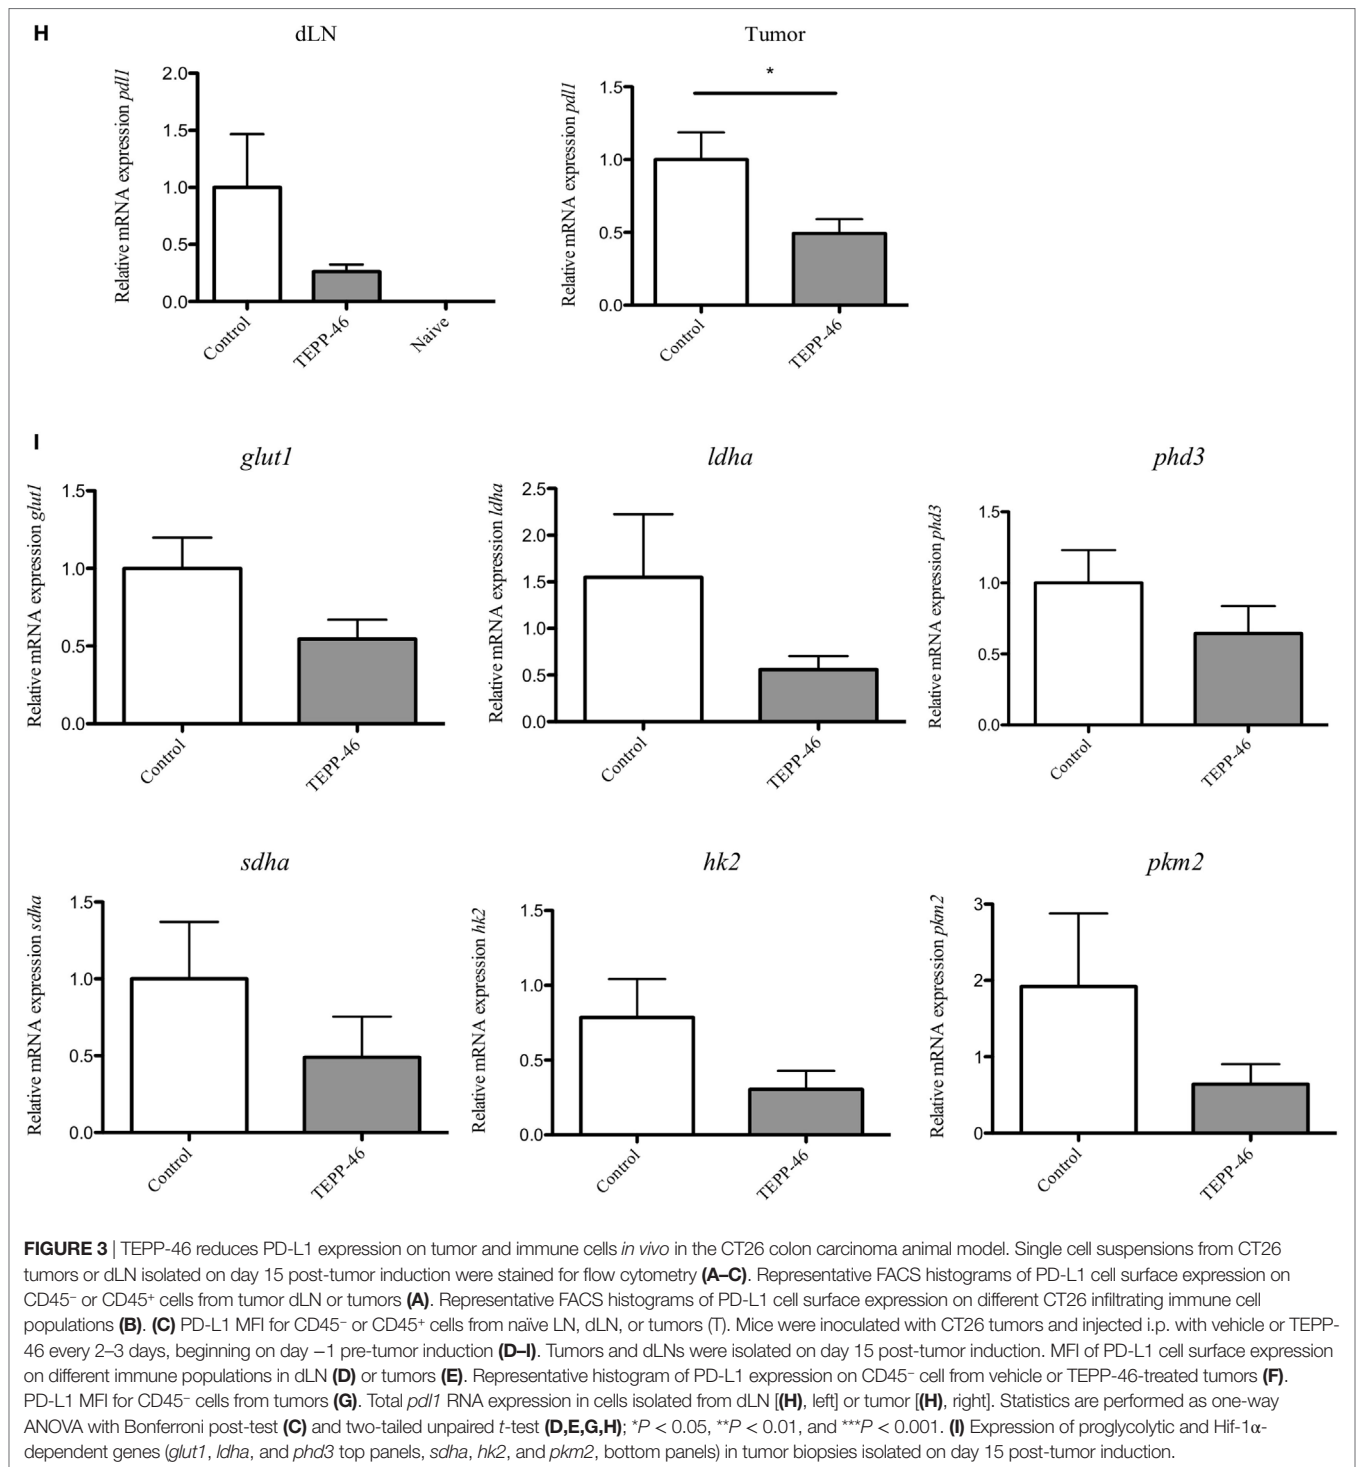 H
dLN
Tumor
Relative mRNA expression pdl1
2.0
1.5
1.0
0.5
0.0
Control
TEPP-46
Naive
Relative mRNA expression pdl1
*
1.5
1.0
0.5
0.0
Control
TEPP-46
I
glut1
Relative mRNA expression glut1
1.5
1.0
0.5
0.0
Control
TEPP-46
ldha
Relative mRNA expression ldha
2.5
2.0
1.5
1.0
0.5
0.0
Control
TEPP-46
phd3
Relative mRNA expression phd3
1.5
1.0
0.5
0.0
Control
TEPP-46
sdha
Relative mRNA expression sdha
1.5
1.0
0.5
0.0
Control
TEPP-46
hk2
Relative mRNA expression hk2
1.5
1.0
0.5
0.0
Control
TEPP-46
pkm2
Relative mRNA expression pkm2
3
2
1
0
Control
TEPP-46
FIGURE 3 | TEPP-46 reduces PD-L1 expression on tumor and immune cells in vivo in the CT26 colon carcinoma animal model. Single cell suspensions from CT26
tumors or dLN isolated on day 15 post-tumor induction were stained for flow cytometry (A–C). Representative FACS histograms of PD-L1 cell surface expression on
CD45⁻ or CD45⁺ cells from tumor dLN or tumors (A). Representative FACS histograms of PD-L1 cell surface expression on different CT26 infiltrating immune cell
populations (B). (C) PD-L1 MFI for CD45⁻ or CD45⁺ cells from naïve LN, dLN, or tumors (T). Mice were inoculated with CT26 tumors and injected i.p. with vehicle or TEPP-
46 every 2–3 days, beginning on day −1 pre-tumor induction (D–I). Tumors and dLNs were isolated on day 15 post-tumor induction. MFI of PD-L1 cell surface expression
on different immune populations in dLN (D) or tumors (E). Representative histogram of PD-L1 expression on CD45⁻ cell from vehicle or TEPP-46-treated tumors (F).
PD-L1 MFI for CD45⁻ cells from tumors (G). Total pdl1 RNA expression in cells isolated from dLN [(H), left] or tumor [(H), right]. Statistics are performed as one-way
ANOVA with Bonferroni post-test (C) and two-tailed unpaired t-test (D,E,G,H); *P < 0.05, **P < 0.01, and ***P < 0.001. (I) Expression of proglycolytic and Hif-1α-
dependent genes (glut1, ldha, and phd3 top panels, sdha, hk2, and pkm2, bottom panels) in tumor biopsies isolated on day 15 post-tumor induction.